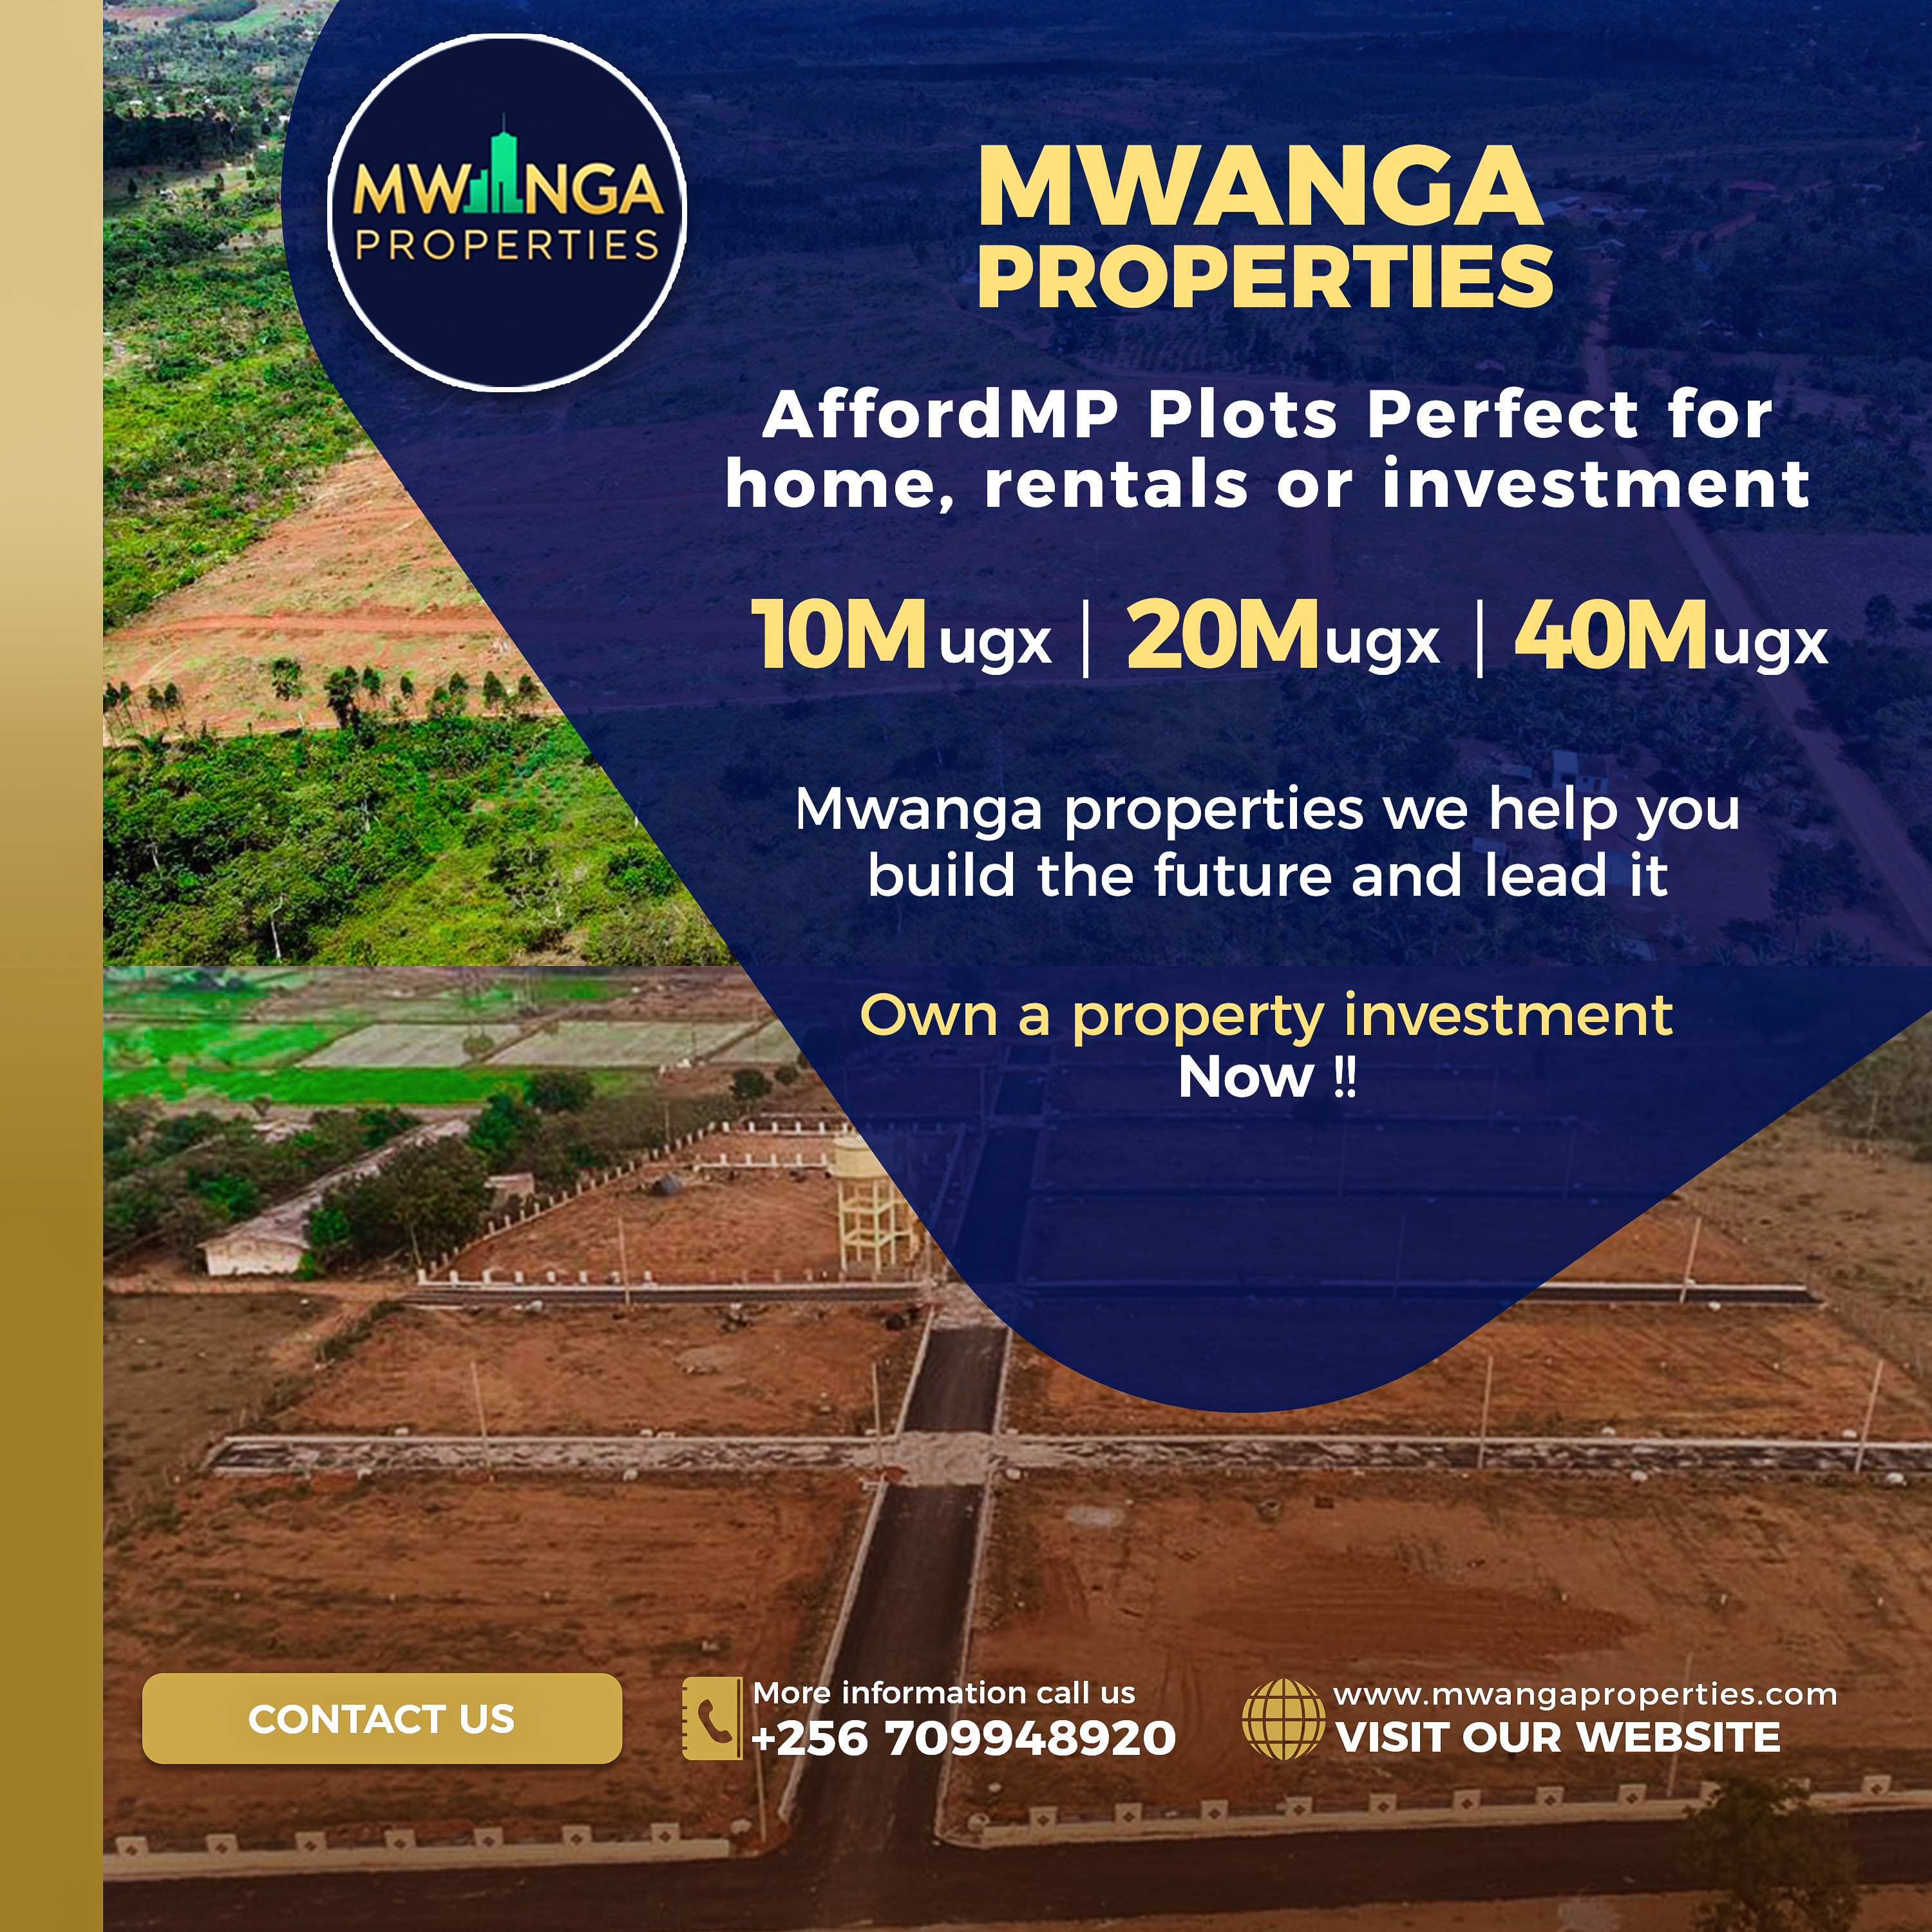 MWANGA
PROPERTIES
MWANGA
PROPERTIES
AffordMP Plots Perfect for
home, rentals or investment
10M ugx | 20M ugx | 40M ugx
Mwanga properties we help you
build the future and lead it
Own a property investment
Now !!
CONTACT US
More information call us
+256 709948920
www.mwangaproperties.com
VISIT OUR WEBSITE